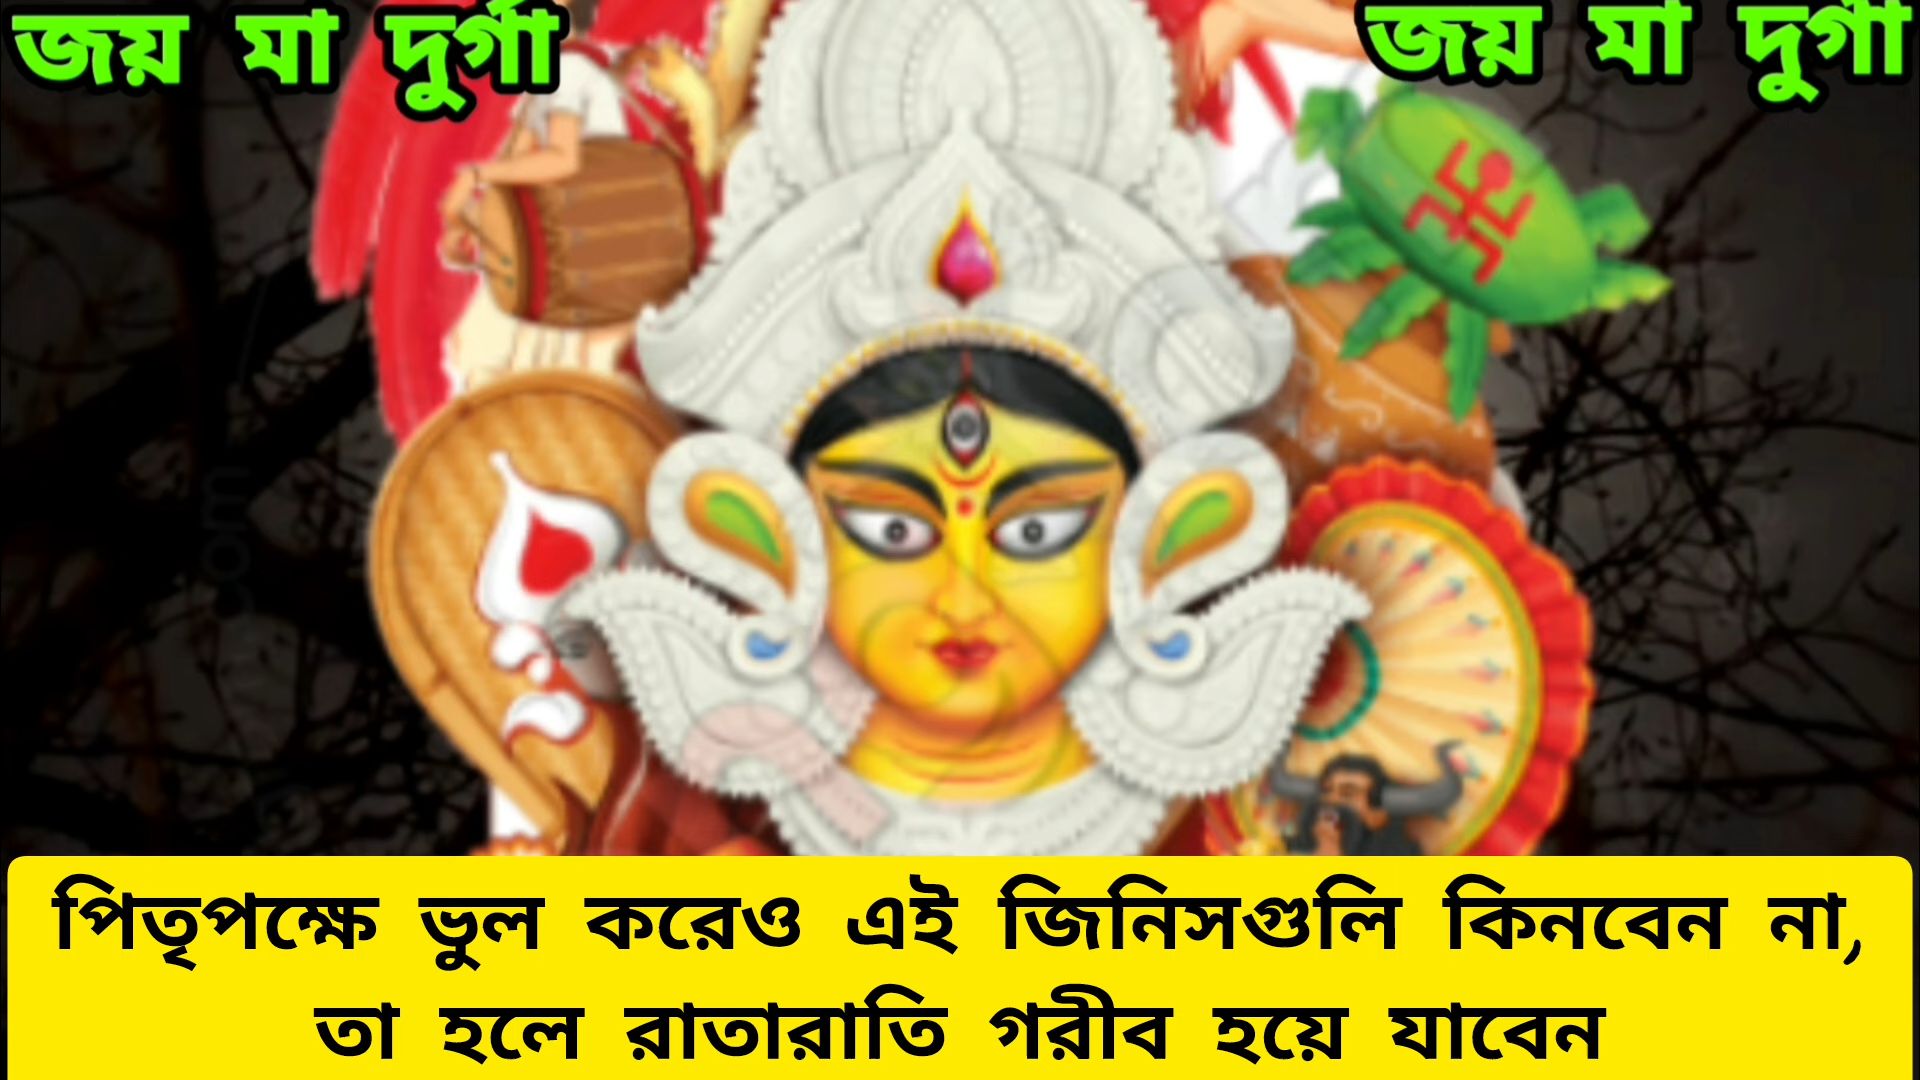 জয় মা দুর্গা
জয় মা দুর্গা
পিতৃপক্ষে ভুল করেও এই জিনিসগুলি কিনবেন না,
তা হলে রাতারাতি গরীব হয়ে যাবেন